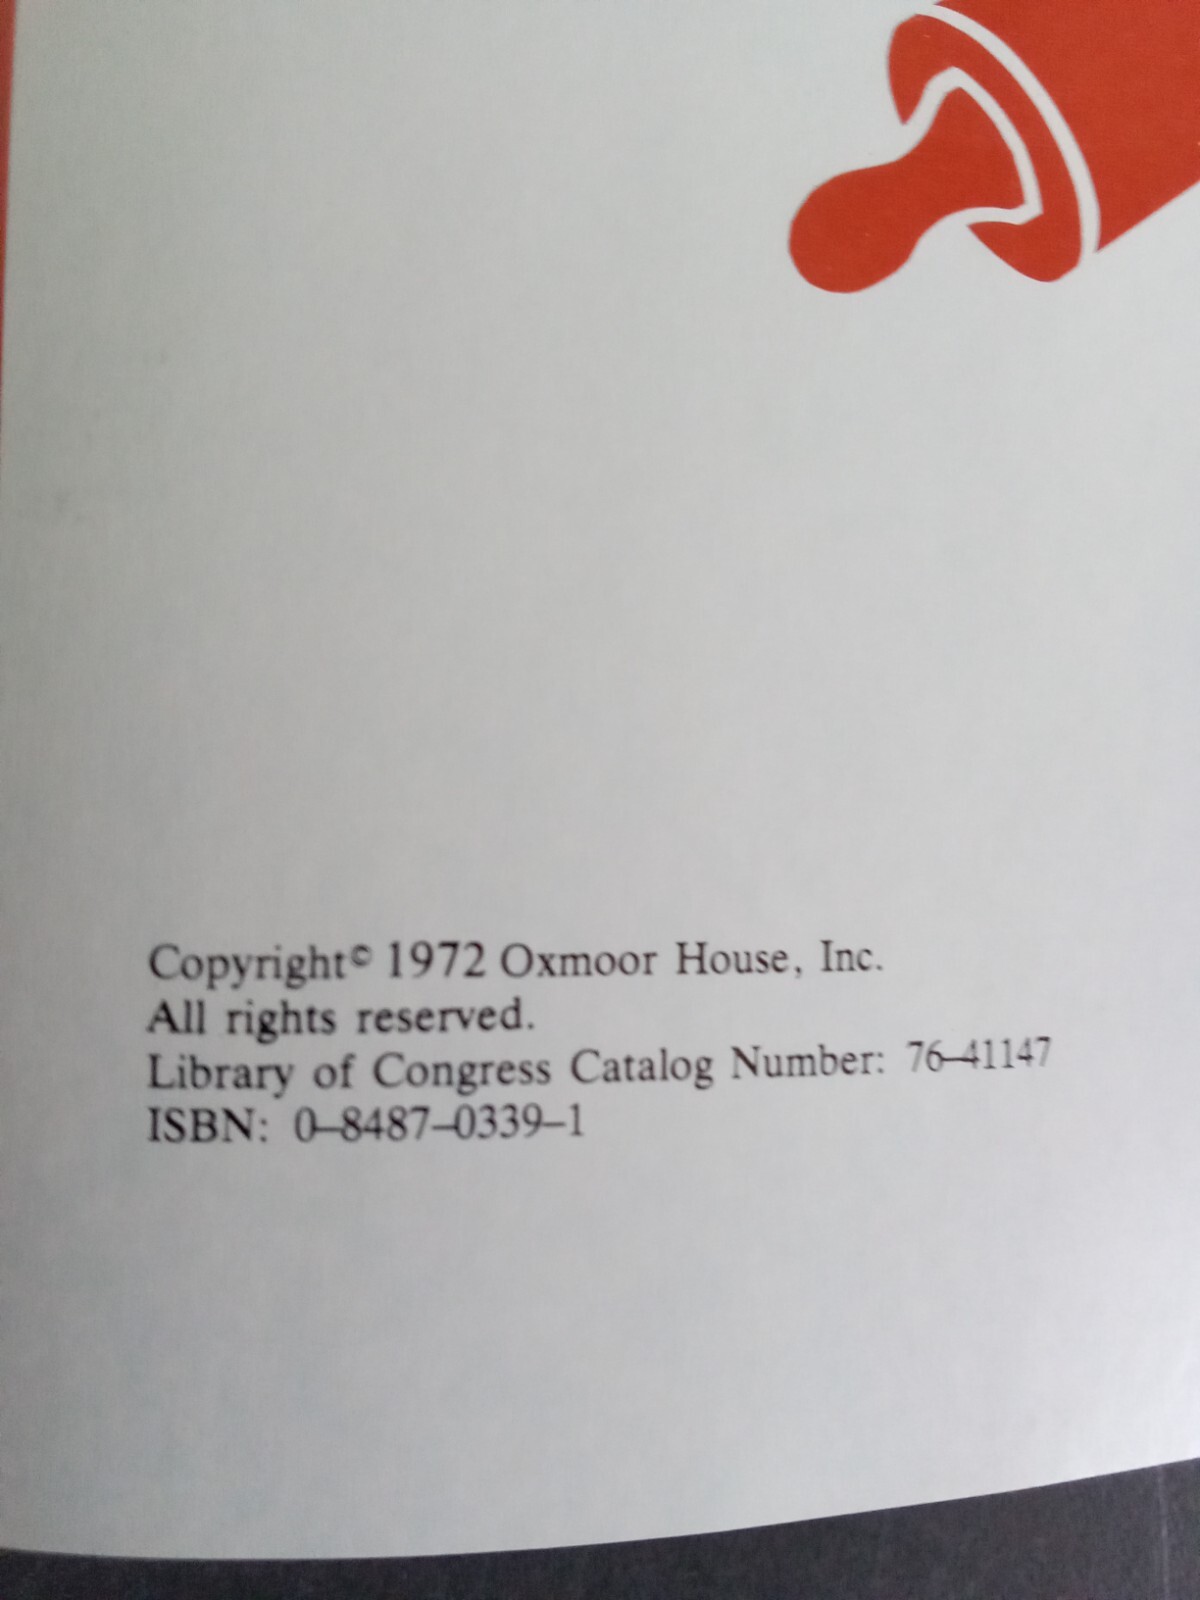 Copyright© 1972 Oxmoor House, Inc.
All rights reserved.
Library of Congress Catalog Number: 76–41147
ISBN: 0–8487–0339–1